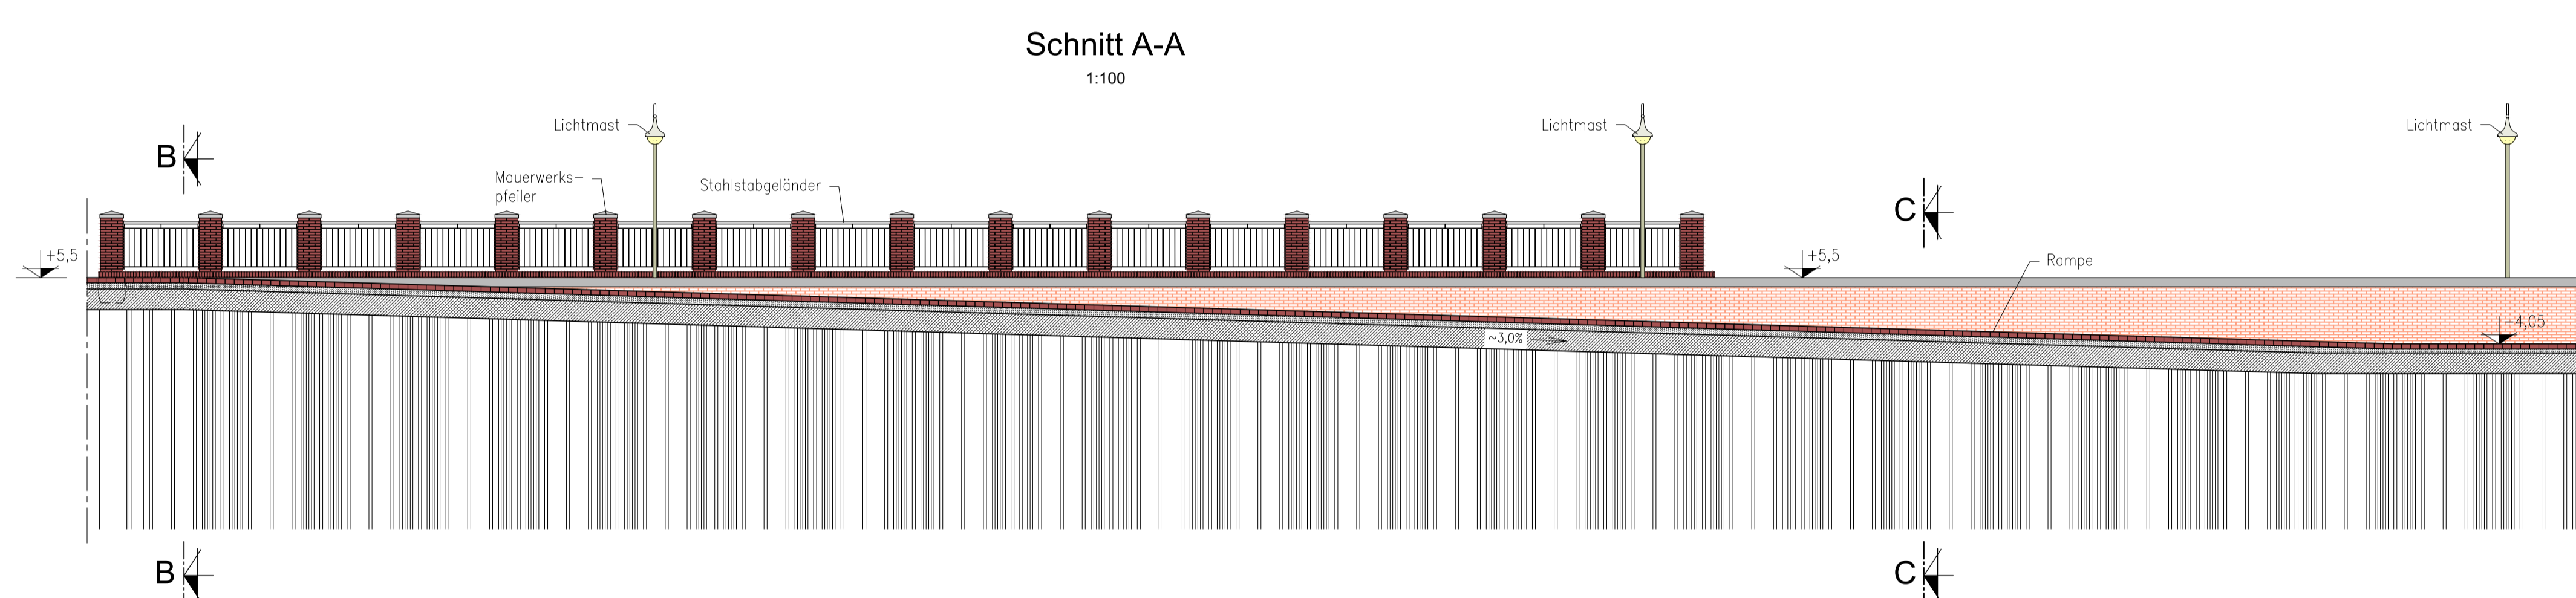 Schnitt A-A
1:100
Lichtmast
Lichtmast
Lichtmast
B
Mauerwerks-
pfeiler
Stahlstabgeländer
C
+5,5
+5,5
Rampe
+4,05
~3,0%
B
C